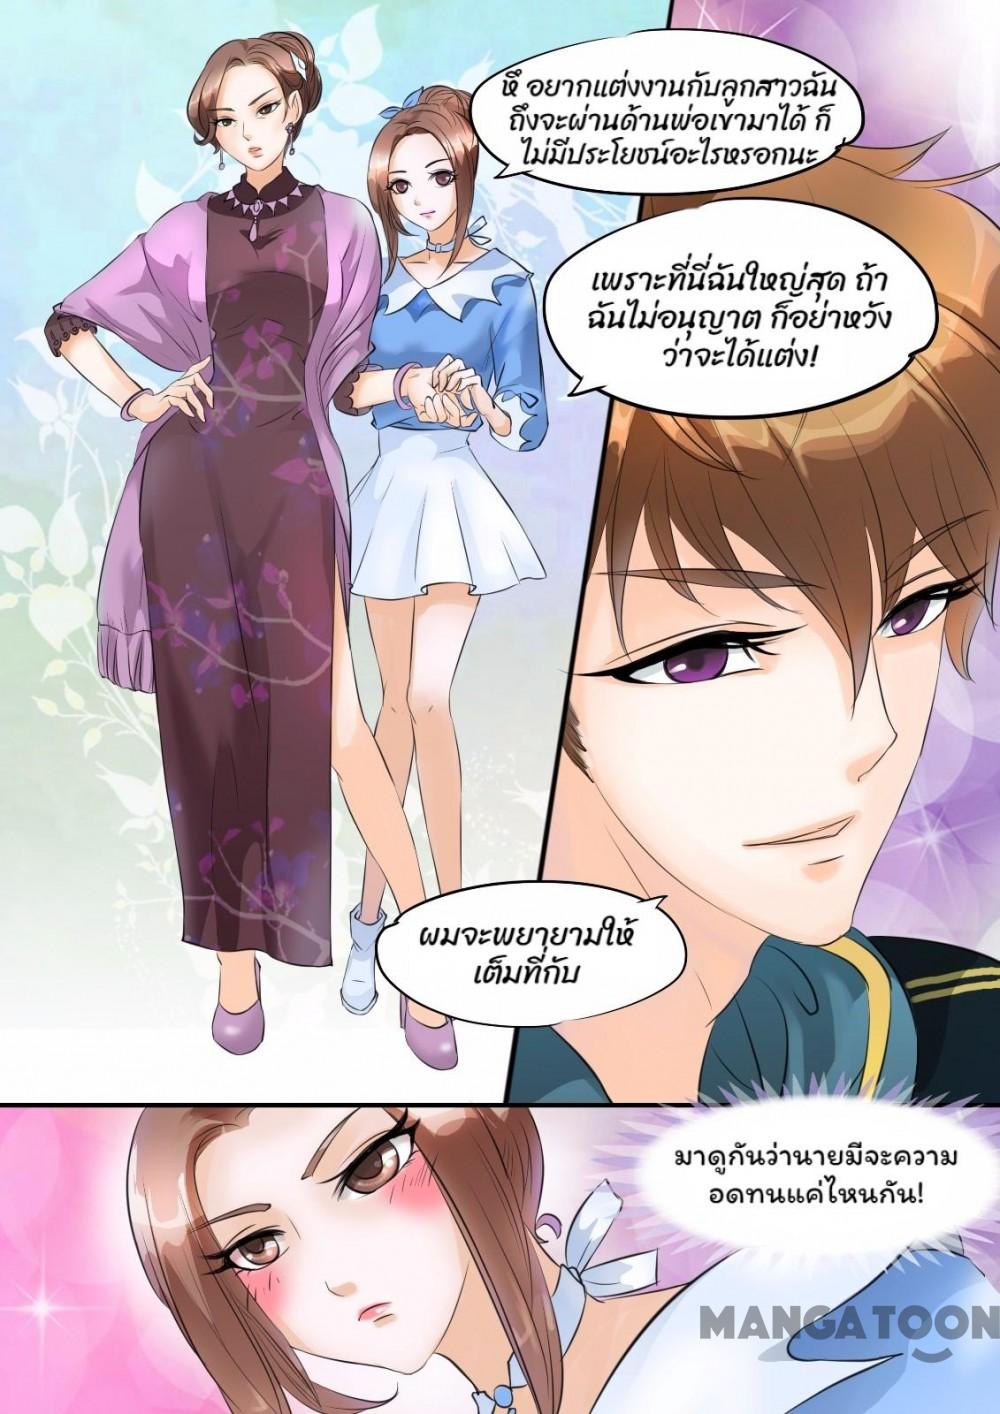 หึ อยากแต่งงานกับลูกสาวฉัน
ถึงจะผ่านด้านพ่อเขามาได้ ก็
ไม่มีประโยชน์อะไรหรอกนะ
เพราะที่นี่ฉันใหญ่สุด ถ้า
ฉันไม่อนุญาต ก็อย่าหวัง
ว่าจะได้แต่ง!
ผมจะพยายามให้
เต็มที่กับ
มาดูกันว่านายมีจะความ
อดทนแค่ไหนกัน!
MANGATOON